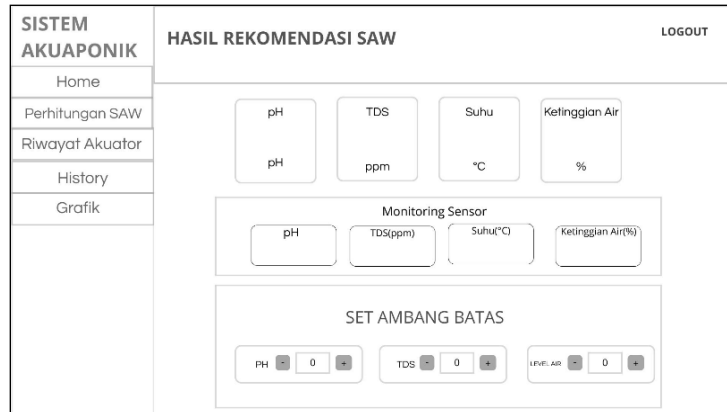 SISTEM
AKUAPONIK
HASIL REKOMENDASI SAW
LOGOUT
Home
Perhitungan SAW
Riwayat Akuator
History
Grafik
pH TDS Suhu Ketinggian Air
pH ppm °C %
Monitoring Sensor
pH TDS(ppm) Suhu(°C) Ketinggian Air(%)
SET AMBANG BATAS
PH - 0 + TDS - 0 + LEVEL AIR - 0 +